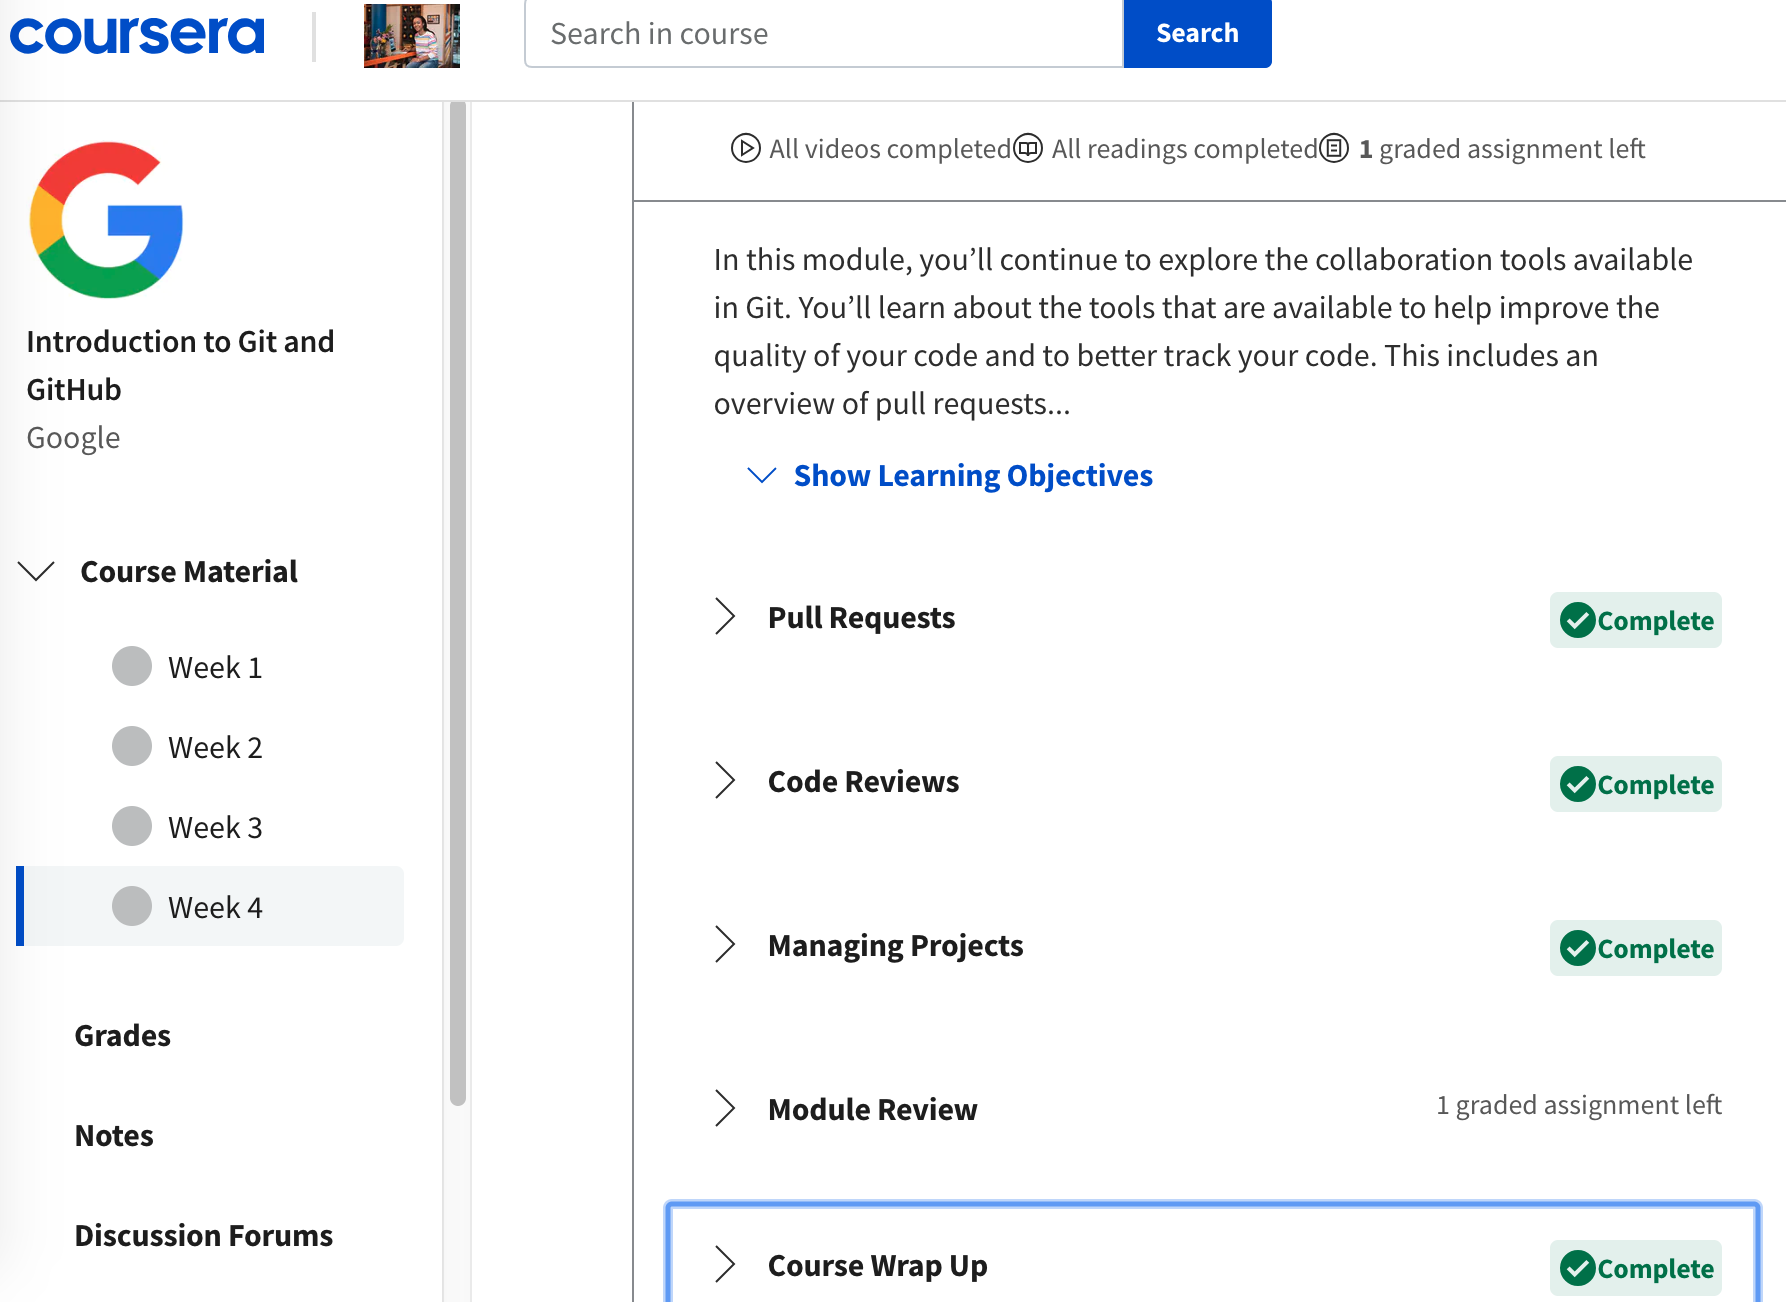 coursera
Search in course
Search
Introduction to Git and
GitHub
Google
Course Material
Week 1
Week 2
Week 3
Week 4
Grades
Notes
Discussion Forums
All videos completed All readings completed 1 graded assignment left
In this module, you’ll continue to explore the collaboration tools available
in Git. You’ll learn about the tools that are available to help improve the
quality of your code and to better track your code. This includes an
overview of pull requests...
Show Learning Objectives
Pull Requests Complete
Code Reviews Complete
Managing Projects Complete
Module Review 1 graded assignment left
Course Wrap Up Complete